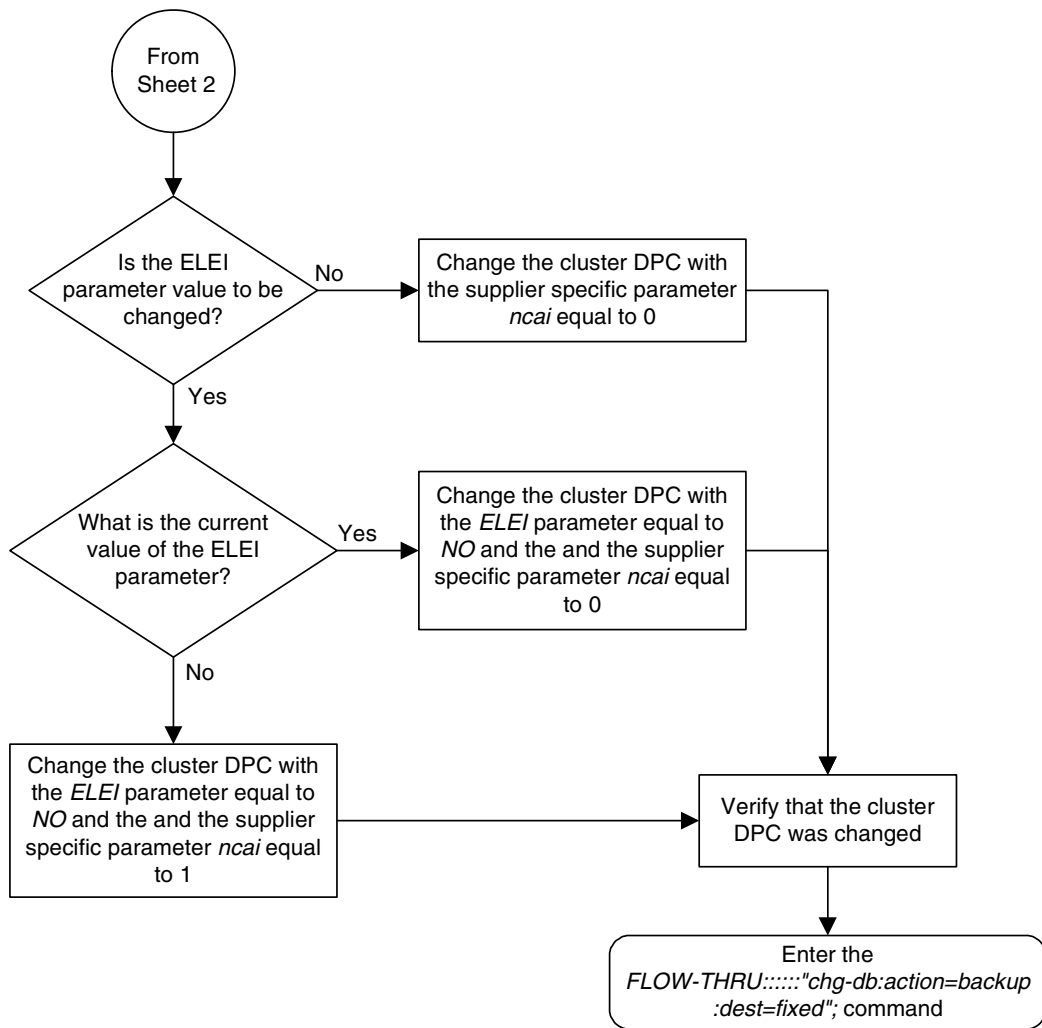 From
Sheet 2
Is the ELEI
parameter value to be
changed?
No
Change the cluster DPC with
the supplier specific parameter
ncai equal to 0
Yes
What is the current
value of the ELEI
parameter?
Yes
Change the cluster DPC with
the ELEI parameter equal to
NO and the and the supplier
specific parameter ncai equal
to 0
No
Change the cluster DPC with
the ELEI parameter equal to
NO and the and the supplier
specific parameter ncai equal
to 1
Verify that the cluster
DPC was changed
Enter the
FLOW-THRU::::::"chg-db:action=backup
:dest=fixed"; command